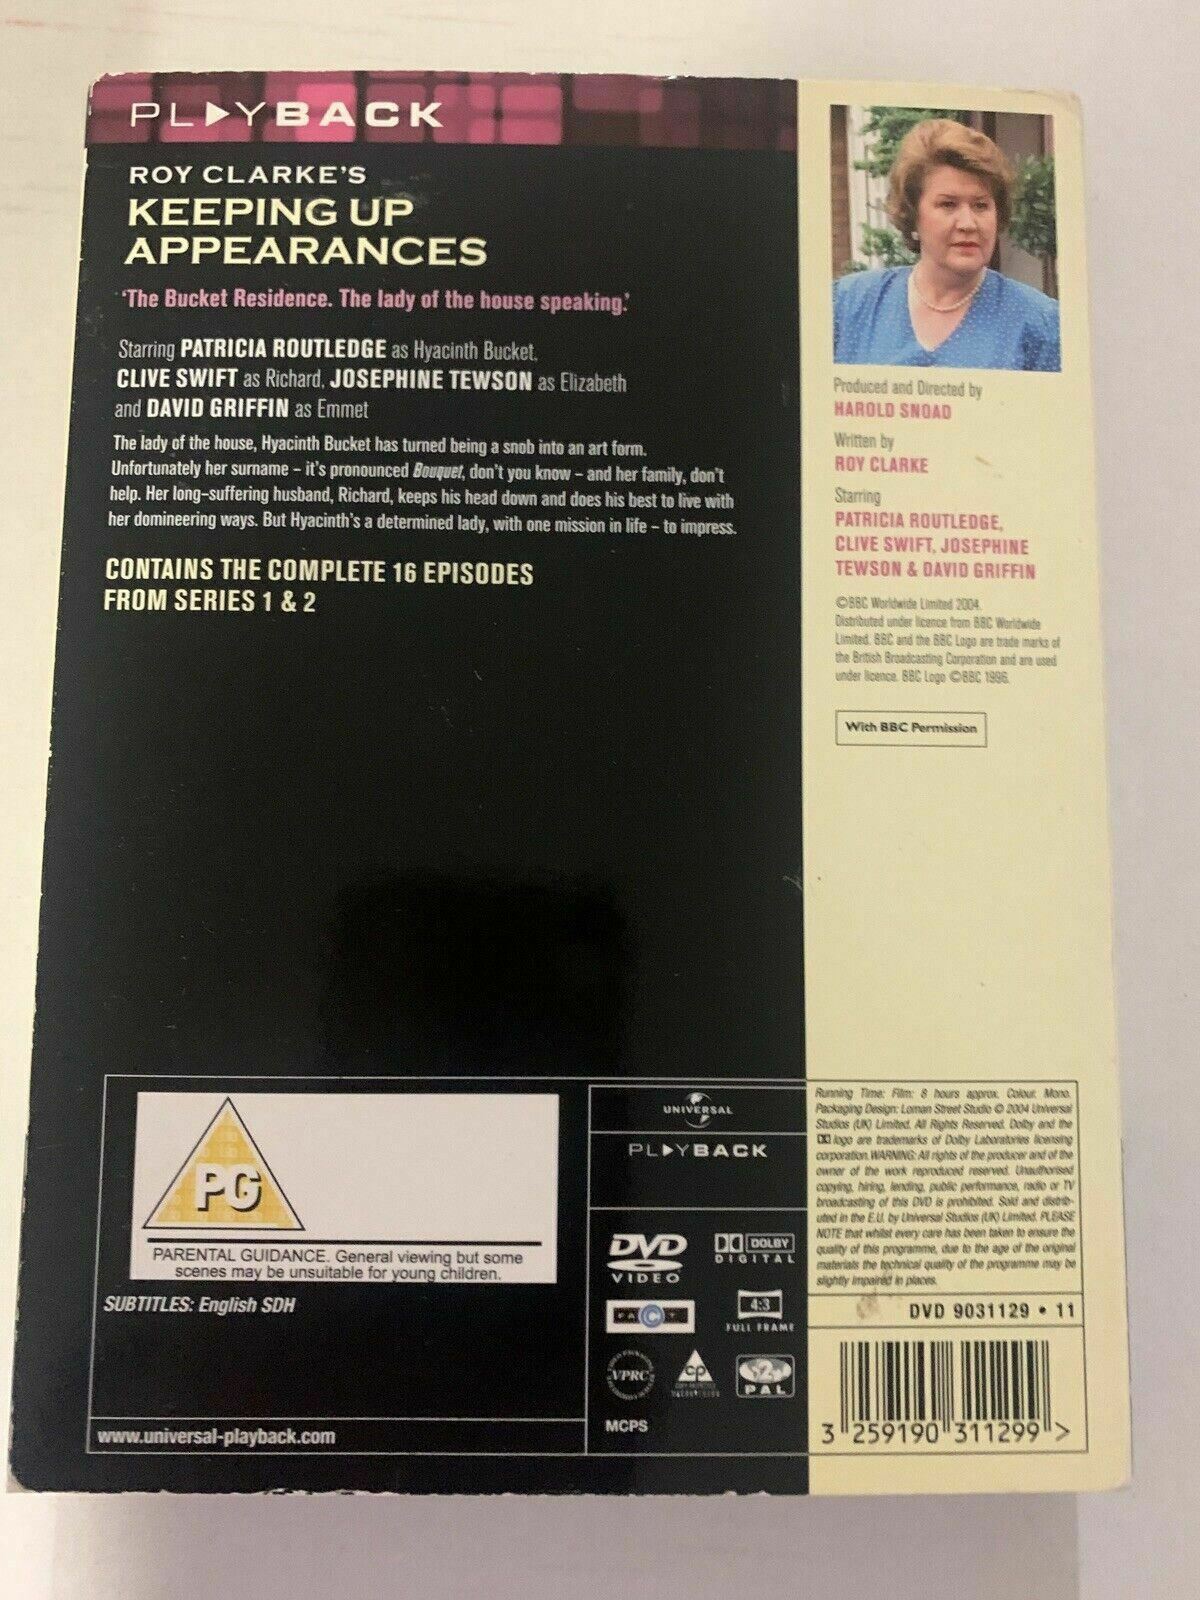 PLAYBACK
ROY CLARKE'S
KEEPING UP
APPEARANCES
'The Bucket Residence. The lady of the house speaking.'
Starring PATRICIA ROUTLEDGE as Hyacinth Bucket,
CLIVE SWIFT as Richard, JOSEPHINE TEWSON as Elizabeth
and DAVID GRIFFIN as Emmet
The lady of the house, Hyacinth Bucket has turned being a snob into an art form.
Unfortunately her surname – it's pronounced Bouquet, don't you know – and her family, don't
help. Her long-suffering husband, Richard, keeps his head down and does his best to live with
her domineering ways. But Hyacinth's a determined lady, with one mission in life – to impress.
CONTAINS THE COMPLETE 16 EPISODES
FROM SERIES 1 & 2
Produced and Directed by
HAROLD SNOAD
Written by
ROY CLARKE
Starring
PATRICIA ROUTLEDGE,
CLIVE SWIFT, JOSEPHINE
TEWSON & DAVID GRIFFIN
©BBC Worldwide Limited 2004.
Distributed under licence from BBC Worldwide
Limited. BBC and the BBC Logo are trade marks of
the British Broadcasting Corporation and are used
under licence. BBC Logo ©BBC 1996.
With BBC Permission
PG
PARENTAL GUIDANCE. General viewing but some
scenes may be unsuitable for young children.
SUBTITLES: English SDH
www.universal-playback.com
UNIVERSAL
PLAYBACK
DVD
VIDEO
DOLBY
DIGITAL
FACT
4:3
FULL FRAME
VPRC
CP
2
PAL
MCPS
Running Time: Film: 8 hours approx. Colour. Mono.
Packaging Design: Loman Street Studio © 2004 Universal
Studios (UK) Limited. All Rights Reserved. Dolby and the
logo are trademarks of Dolby Laboratories licensing
corporation. WARNING: All rights of the producer and of the
owner of the work reproduced reserved. Unauthorised
copying, hiring, lending, public performance, radio or TV
broadcasting of this DVD is prohibited. Sold and distrib-
uted in the E.U. by Universal Studios (UK) Limited. PLEASE
NOTE that whilst every care has been taken to ensure the
quality of this programme, due to the age of the original
materials the technical quality of the programme may be
slightly impaired in places.
DVD 9031129 • 11
3 259190 311299 >